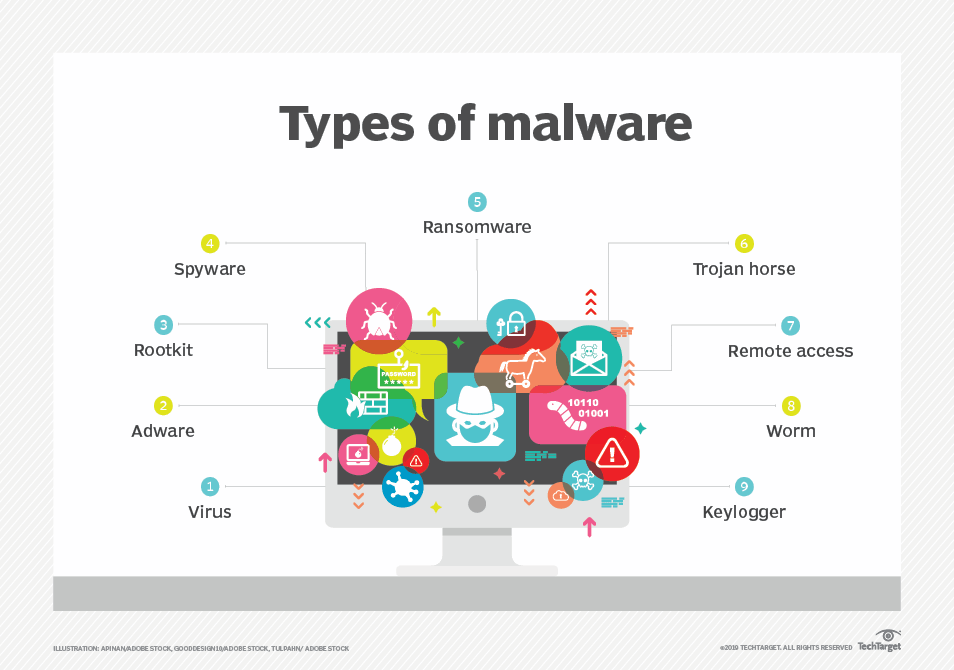 Types of malware
5
Ransomware
4
Spyware
6
Trojan horse
3
Rootkit
7
Remote access
PASSWORD
★★★★★
10110
01001
2
Adware
8
Worm
1
Virus
9
Keylogger
ILLUSTRATION: APINAN/ADOBE STOCK, GOODDESIGN10/ADOBE STOCK, TULPAHN/ ADOBE STOCK
©2019 TECHTARGET. ALL RIGHTS RESERVED TechTarget